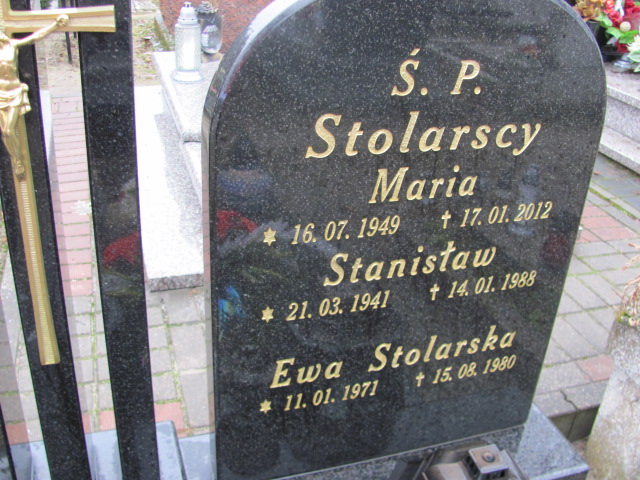 Ś. P.
Stolarscy
Maria
* 16. 07. 1949 † 17. 01. 2012
Stanisław
* 21. 03. 1941 † 14. 01. 1988
Ewa Stolarska
* 11. 01. 1971 † 15. 08. 1980